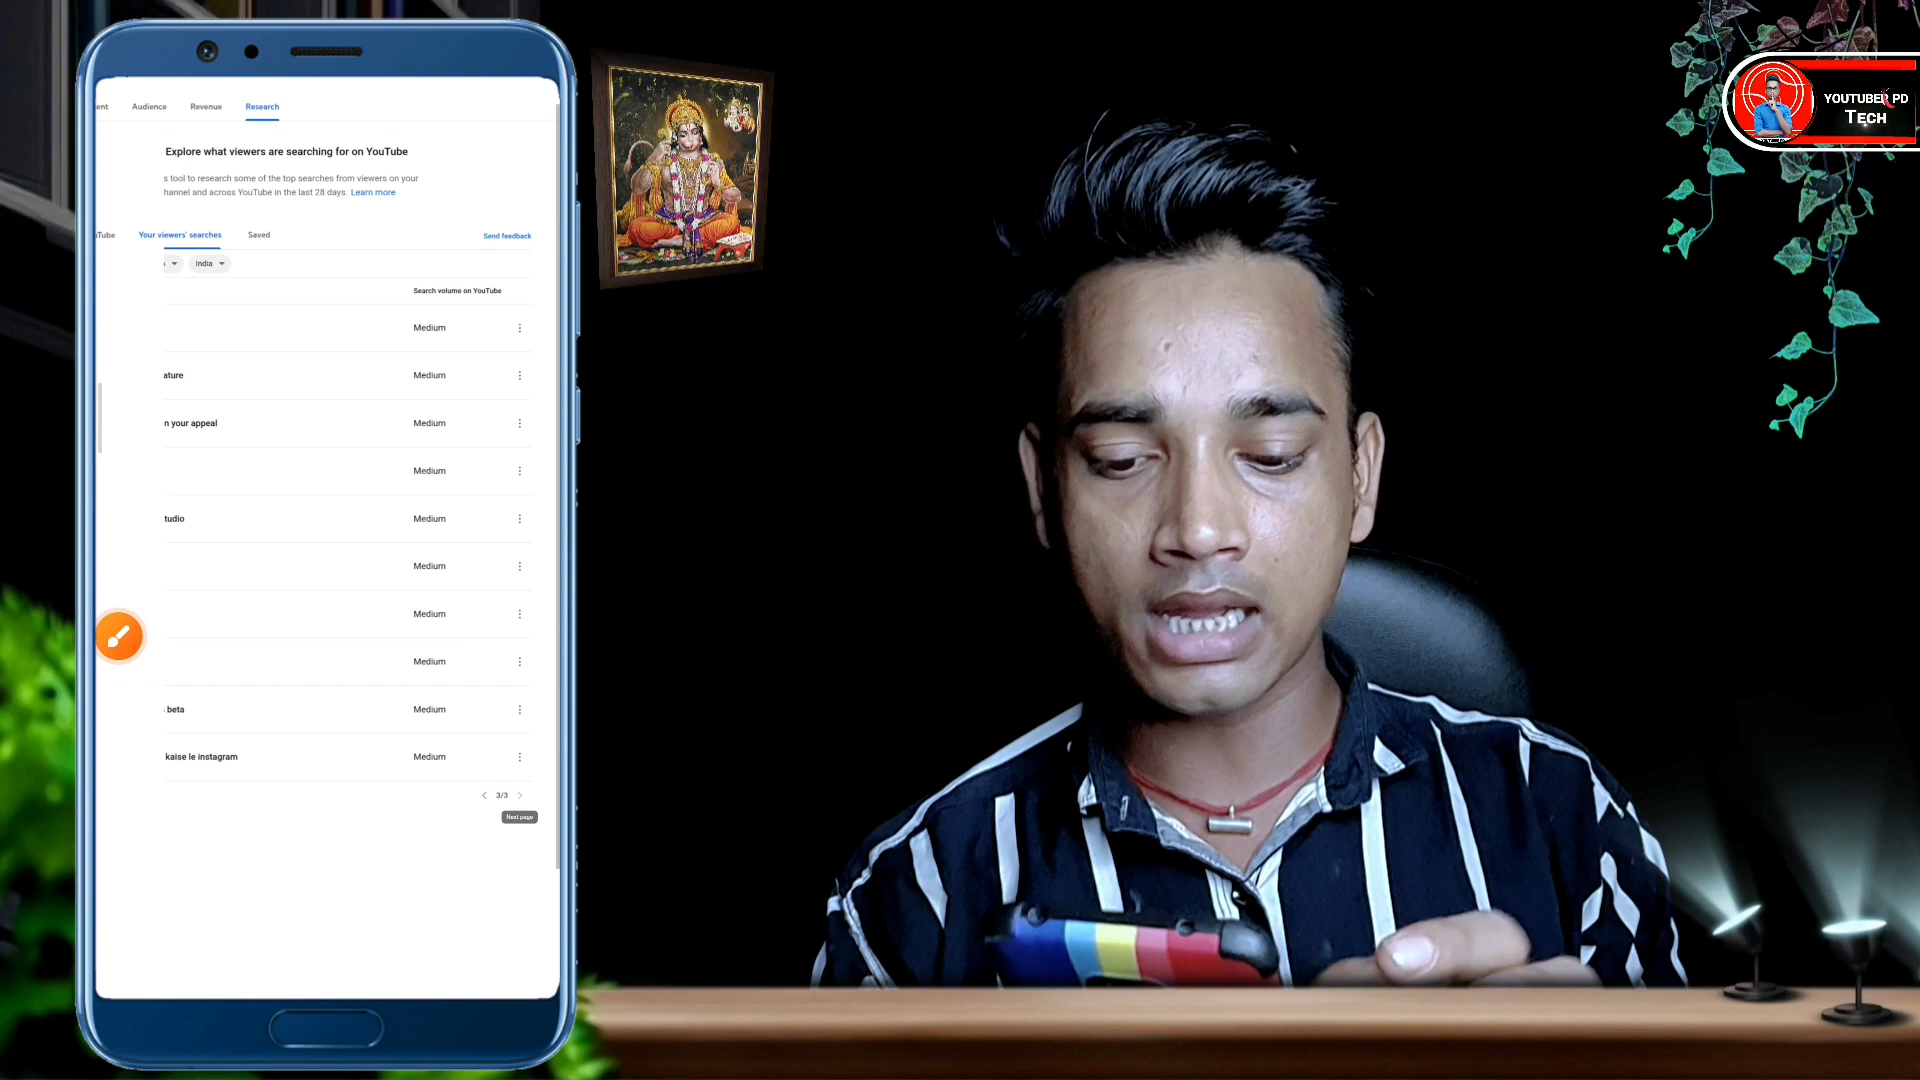 Audience Revenue Research
Explore what viewers are searching for on YouTube
s tool to research some of the top searches from viewers on your
hannel and across YouTube in the last 28 days. Learn more
uTube Your viewers' searches Saved Send feedback
India
Search volume on YouTube
Medium
ature Medium
n your appeal Medium
Medium
tudio Medium
Medium
Medium
Medium
beta Medium
kaise le instagram Medium
3/3
Next page
YOUTUBER PD
TECH